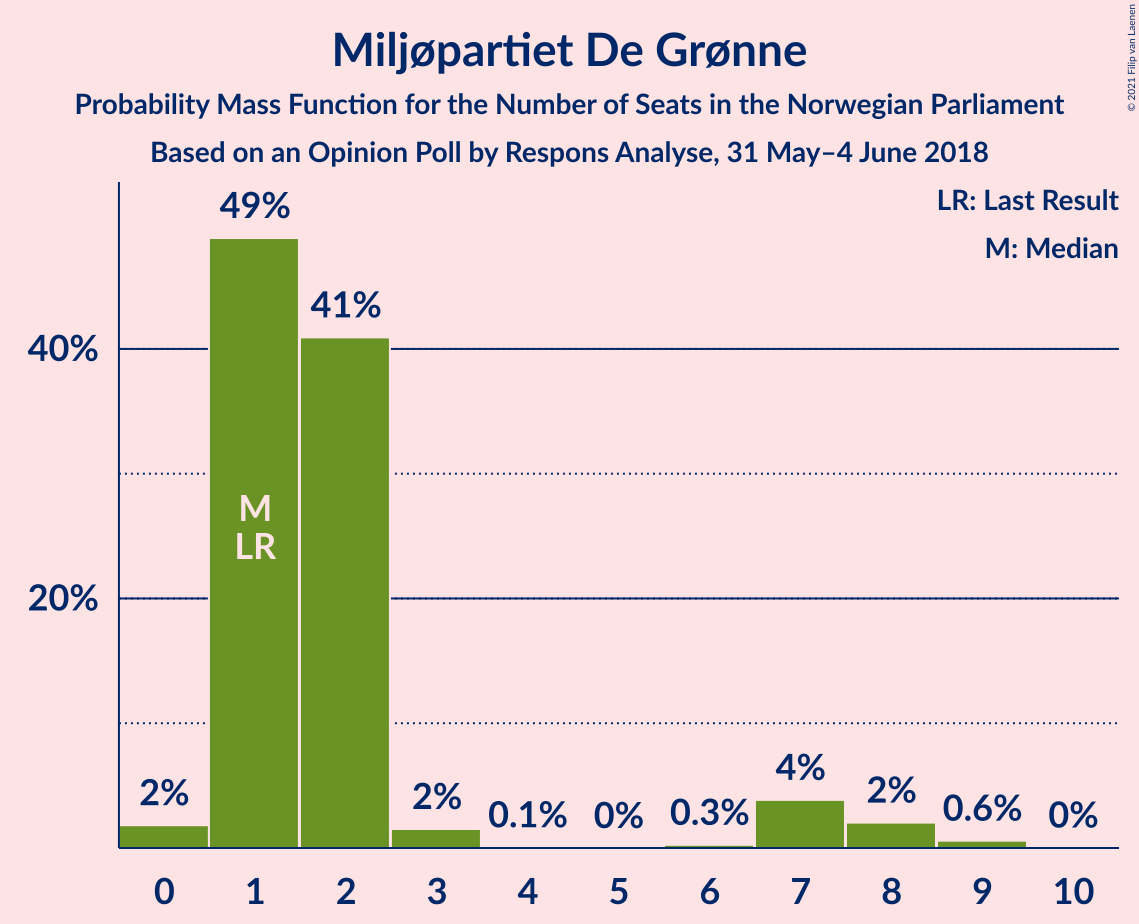 Miljøpartiet De Grønne
Probability Mass Function for the Number of Seats in the Norwegian Parliament
Based on an Opinion Poll by Respons Analyse, 31 May–4 June 2018
© 2021 Filip van Laenen
LR: Last Result
M: Median
49%
41%
40%
M
LR
20%
2%
2%
0.1%
0%
0.3%
4%
2%
0.6%
0%
0 1 2 3 4 5 6 7 8 9 10